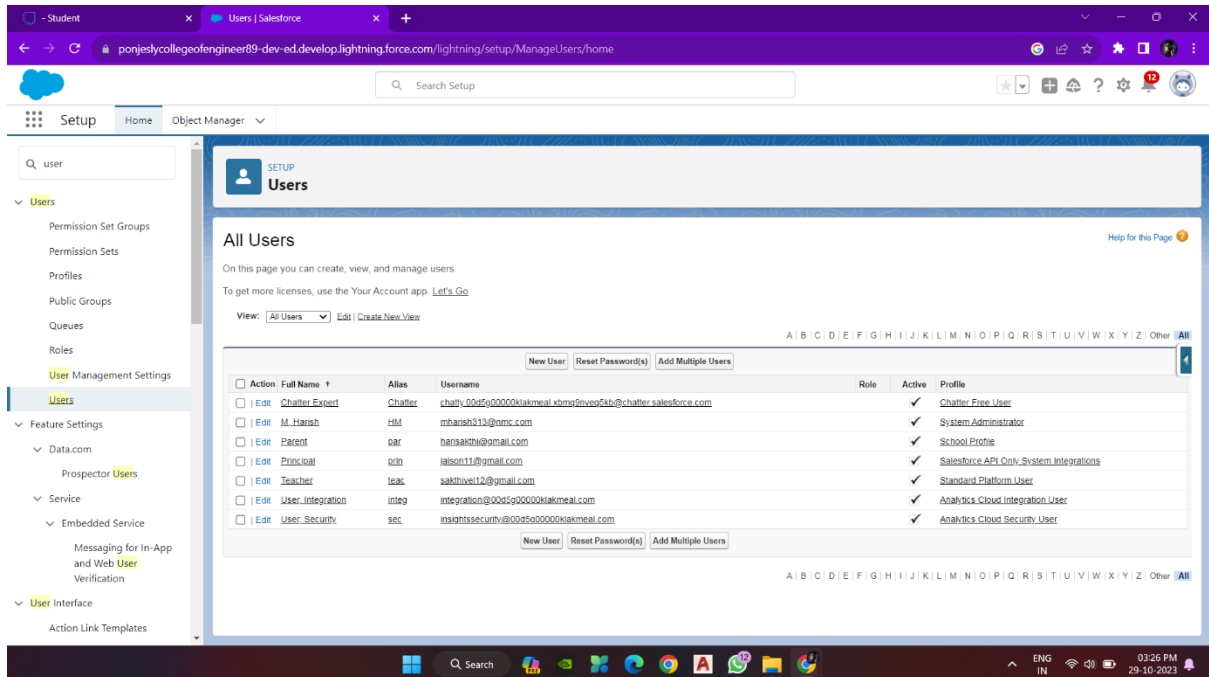 - Student
Users | Salesforce
ponjeslycollegeofengineer89-dev-ed.develop.lightning.force.com/lightning/setup/ManageUsers/home
Search Setup
12
Setup Home Object Manager
user
Users
Permission Set Groups
Permission Sets
Profiles
Public Groups
Queues
Roles
User Management Settings
Users
Feature Settings
Data.com
Prospector Users
Service
Embedded Service
Messaging for In-App
and Web User
Verification
User Interface
Action Link Templates
SETUP
Users
All Users
Help for this Page ?
On this page you can create, view, and manage users.
To get more licenses, use the Your Account app. Let's Go
View: All Users Edit | Create New View
A | B | C | D | E | F | G | H | I | J | K | L | M | N | O | P | Q | R | S | T | U | V | W | X | Y | Z | Other All
New User Reset Password(s) Add Multiple Users
Action Full Name ↑ Alias Username Role Active Profile
| Edit Chatter Expert Chatter chatty.00d5g00000klakmeal.xbmq9nveq5kb@chatter.salesforce.com ✓ Chatter Free User
| Edit M, Harish HM mharish313@nmc.com ✓ System Administrator
| Edit Parent par harisakthi@gmail.com ✓ School Profile
| Edit Principal prin jaison11@gmail.com ✓ Salesforce API Only System Integrations
| Edit Teacher teac sakthivel12@gmail.com ✓ Standard Platform User
| Edit User, Integration integ integration@00d5g00000klakmeal.com ✓ Analytics Cloud Integration User
| Edit User, Security sec insightssecurity@00d5g00000klakmeal.com ✓ Analytics Cloud Security User
New User Reset Password(s) Add Multiple Users
A | B | C | D | E | F | G | H | I | J | K | L | M | N | O | P | Q | R | S | T | U | V | W | X | Y | Z | Other All
Search
ENG
IN
03:26 PM
29-10-2023